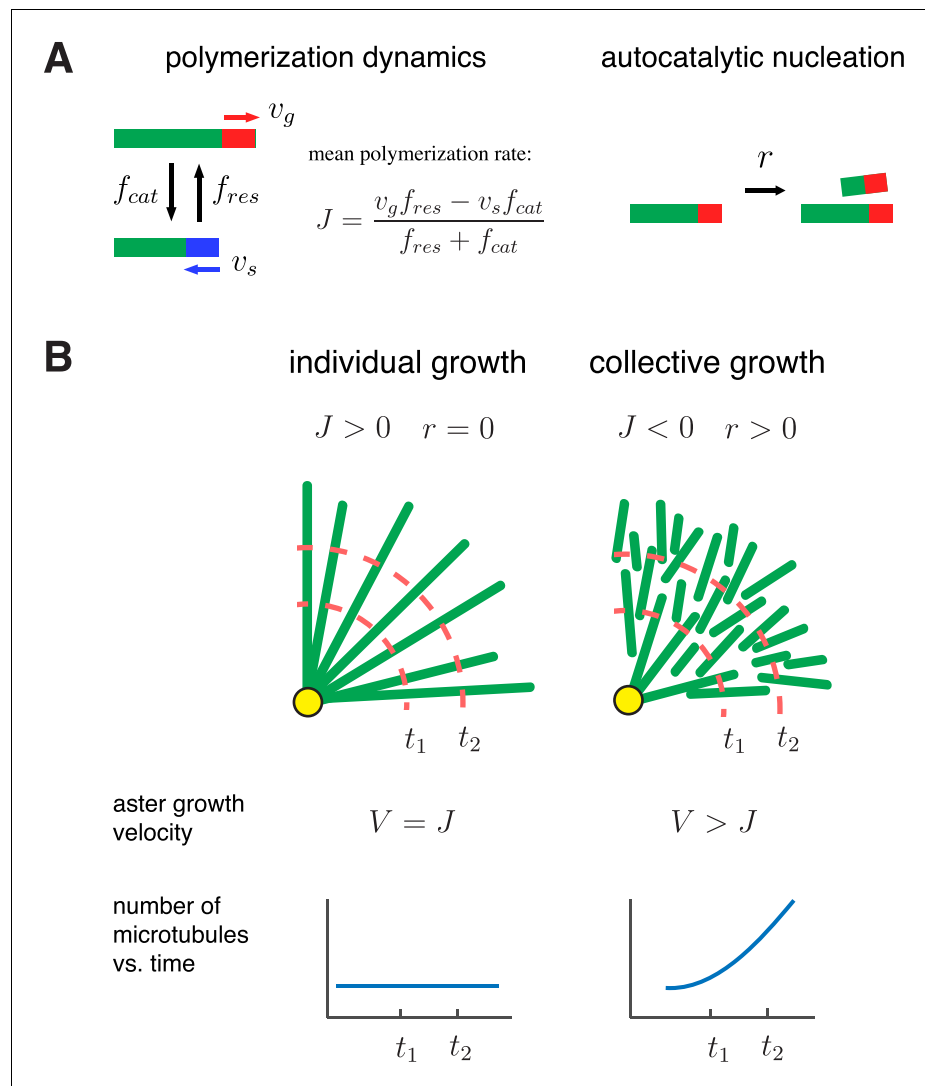 A
polymerization dynamics
autocatalytic nucleation
v_g
f_cat
f_res
v_s
mean polymerization rate:
J = (v_g f_res − v_s f_cat) / (f_res + f_cat)
r
B
individual growth
collective growth
J > 0 r = 0
J < 0 r > 0
t_1 t_2
t_1 t_2
aster growth
velocity
V = J
V > J
number of
microtubules
vs. time
t_1 t_2
t_1 t_2